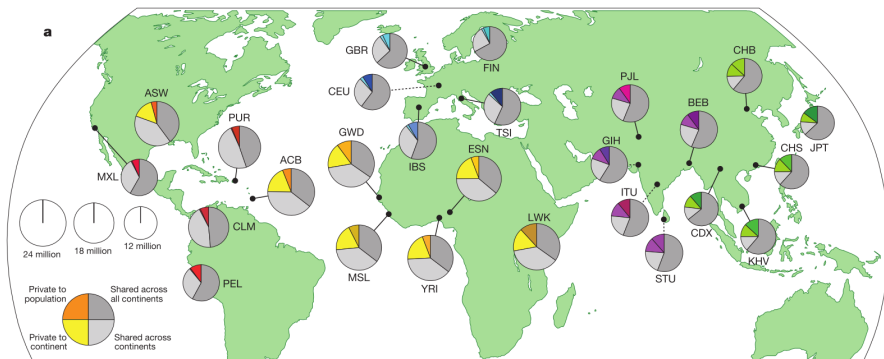 a
GBR
FIN
CEU
CHB
ASW
PUR
PJL
BEB
TSI
JPT
GWD
ESN
IBS
GIH
CHS
ACB
MXL
ITU
CDX
LWK
CLM
KHV
MSL
YRI
STU
PEL
24 million
18 million
12 million
Private to
population
Shared across
all continents
Private to
continent
Shared across
continents